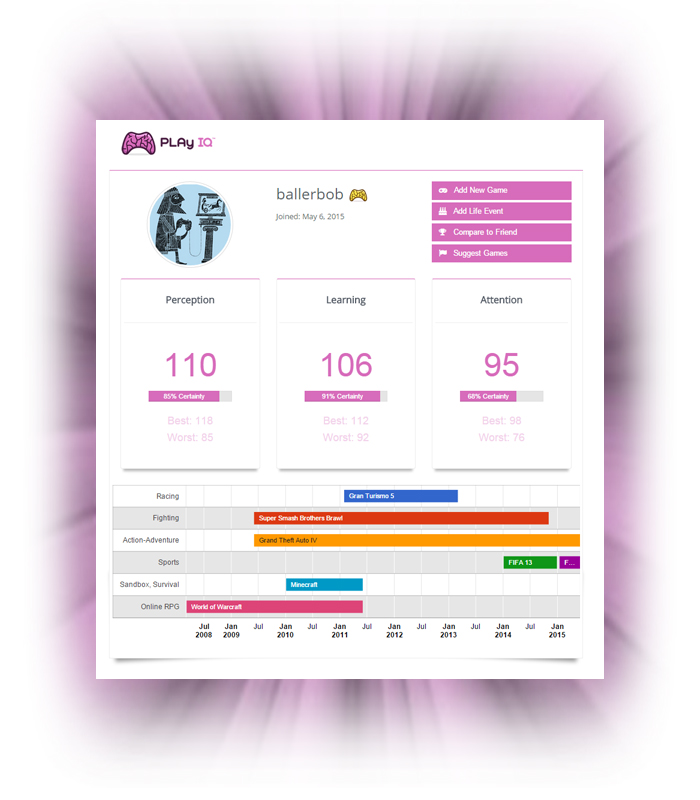 PLAY IQ™
ballerbob
Joined: May 6, 2015
Add New Game
Add Life Event
Compare to Friend
Suggest Games
Perception
110
85% Certainty
Best: 118
Worst: 85
Learning
106
91% Certainty
Best: 112
Worst: 92
Attention
95
68% Certainty
Best: 98
Worst: 76
Racing
Gran Turismo 5
Fighting
Super Smash Brothers Brawl
Action-Adventure
Grand Theft Auto IV
Sports
FIFA 13
F...
Sandbox, Survival
Minecraft
Online RPG
World of Warcraft
Jul Jan Jul Jan Jul Jan Jul Jan Jul Jan Jul Jan Jul Jan
2008 2009 2010 2011 2012 2013 2014 2015